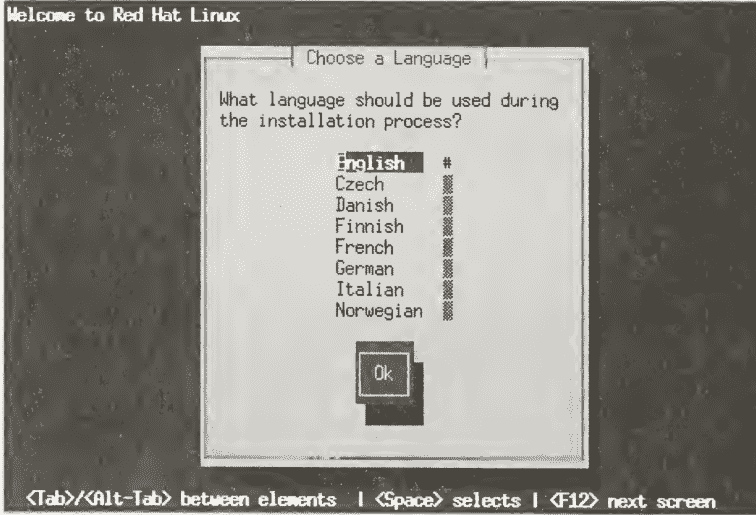 Welcome to Red Hat Linux
Choose a Language
What language should be used during
the installation process?
English #
Czech
Danish
Finnish
French
German
Italian
Norwegian
Ok
<Tab>/<Alt-Tab> between elements | <Space> selects | <F12> next screen